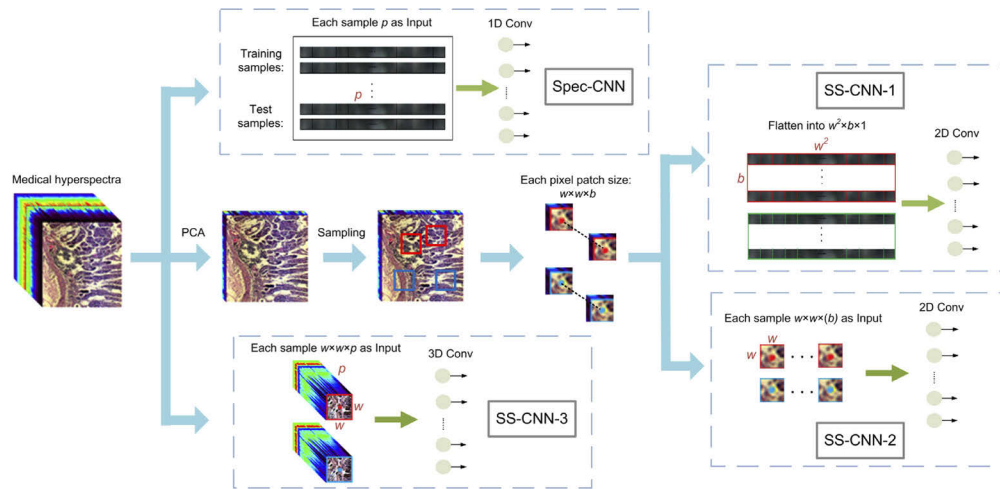 Each sample p as Input
1D Conv
Training
samples:
p
Test
samples:
Spec-CNN
SS-CNN-1
Flatten into w²×b×1
2D Conv
w²
b
Medical hyperspectra
PCA
Sampling
Each pixel patch size:
w×w×b
Each sample w×w×(b) as Input
2D Conv
w
w
SS-CNN-2
Each sample w×w×p as Input
3D Conv
p
w
w
SS-CNN-3